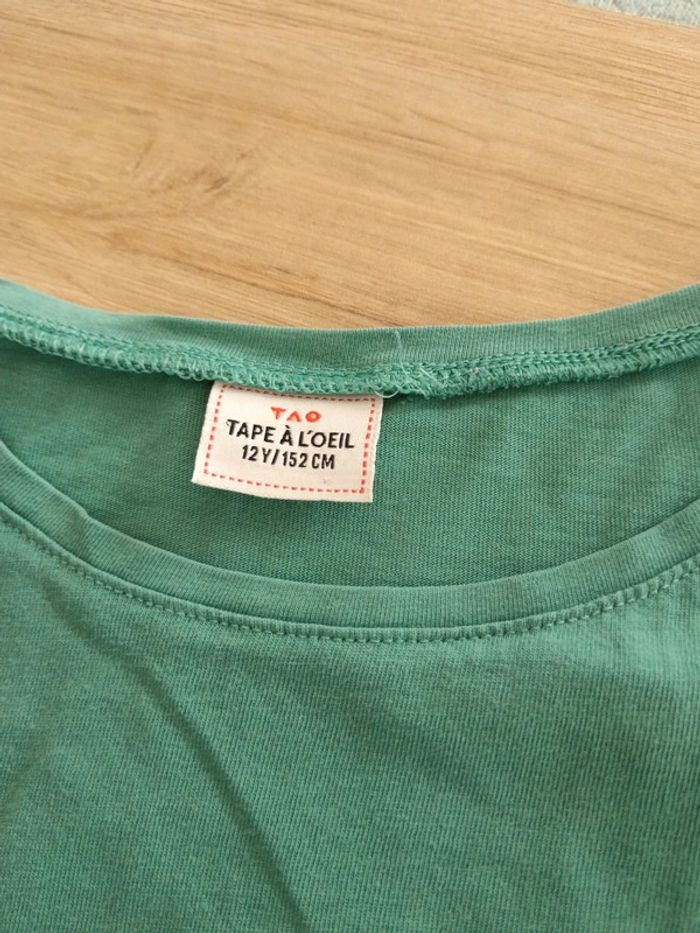 TAO
TAPE À L'OEIL
12Y/152 CM